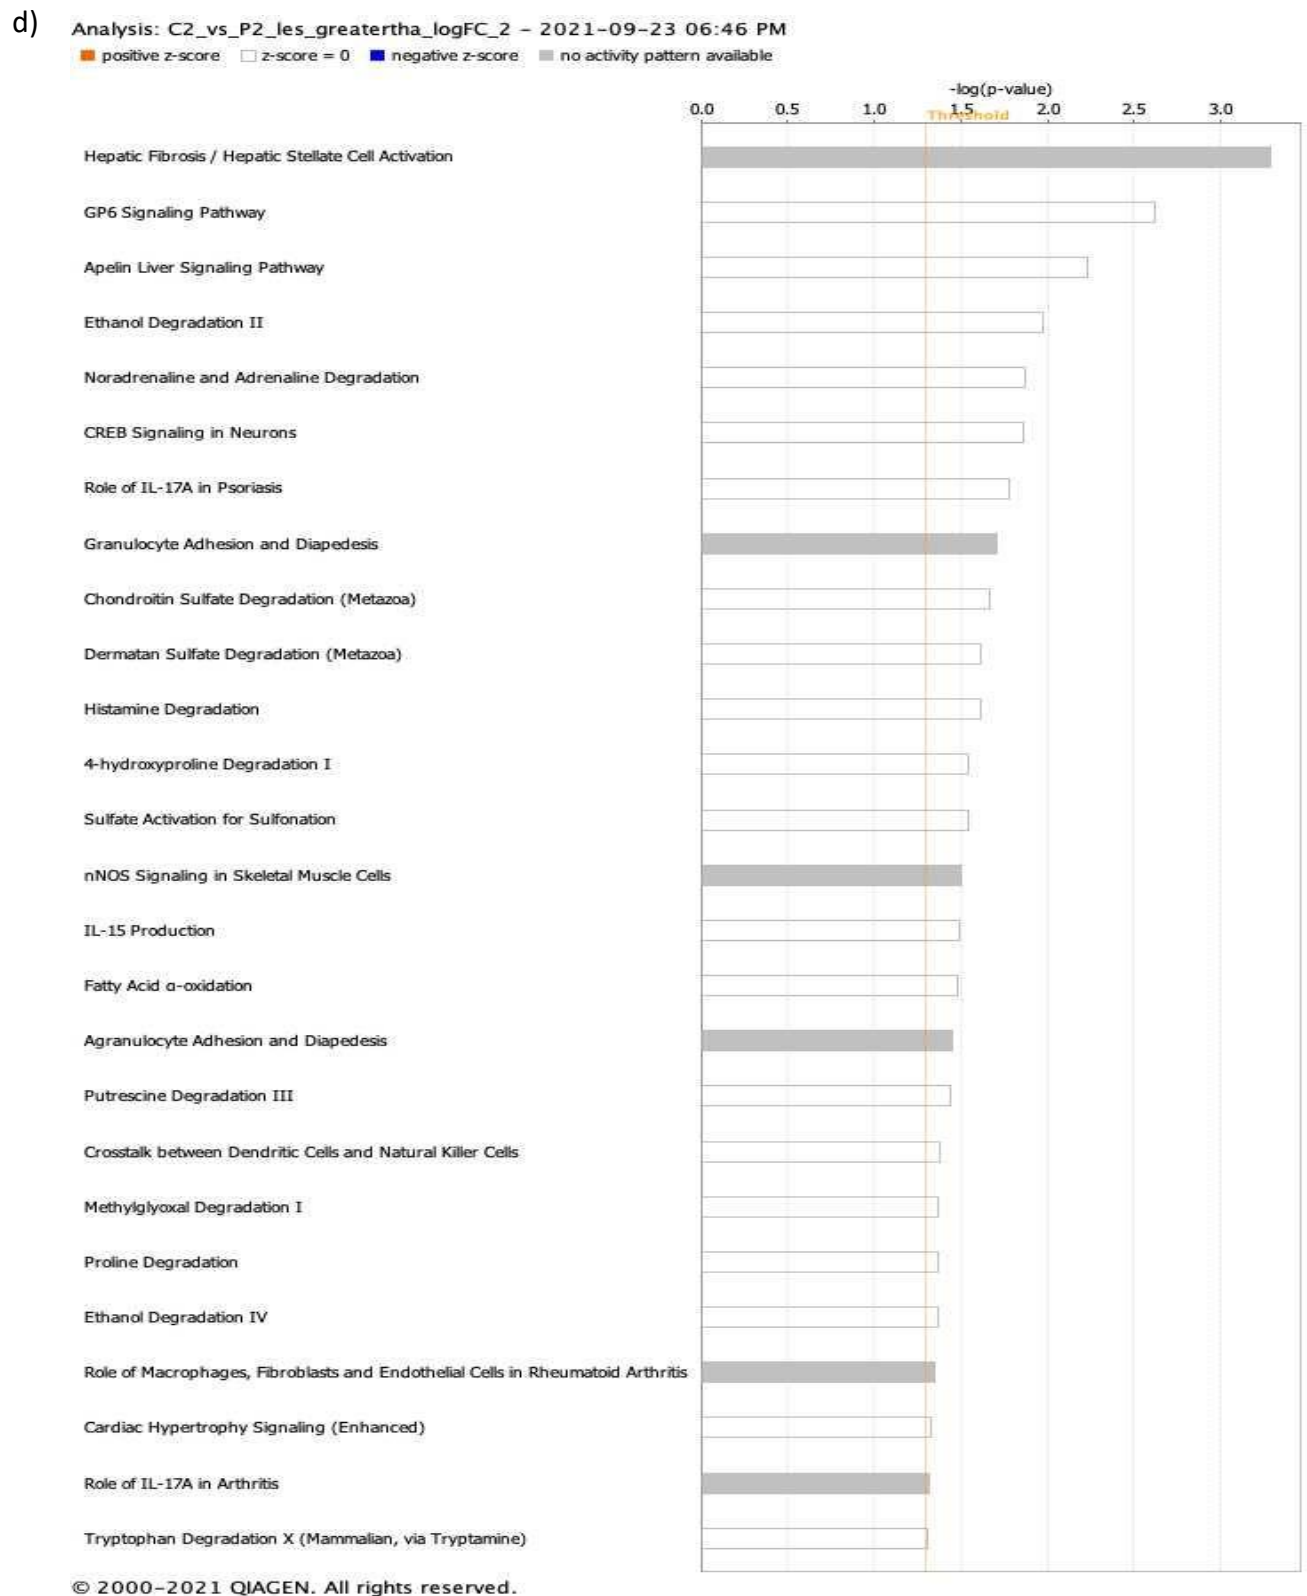 d)
Analysis: C2_vs_P2_les_greatertha_logFC_2 - 2021-09-23 06:46 PM
positive z-score z-score = 0 negative z-score no activity pattern available
-log(p-value)
0.0 0.5 1.0 1.5 2.0 2.5 3.0
Threshold
Hepatic Fibrosis / Hepatic Stellate Cell Activation
GP6 Signaling Pathway
Apelin Liver Signaling Pathway
Ethanol Degradation II
Noradrenaline and Adrenaline Degradation
CREB Signaling in Neurons
Role of IL-17A in Psoriasis
Granulocyte Adhesion and Diapedesis
Chondroitin Sulfate Degradation (Metazoa)
Dermatan Sulfate Degradation (Metazoa)
Histamine Degradation
4-hydroxyproline Degradation I
Sulfate Activation for Sulfonation
nNOS Signaling in Skeletal Muscle Cells
IL-15 Production
Fatty Acid α-oxidation
Agranulocyte Adhesion and Diapedesis
Putrescine Degradation III
Crosstalk between Dendritic Cells and Natural Killer Cells
Methylglyoxal Degradation I
Proline Degradation
Ethanol Degradation IV
Role of Macrophages, Fibroblasts and Endothelial Cells in Rheumatoid Arthritis
Cardiac Hypertrophy Signaling (Enhanced)
Role of IL-17A in Arthritis
Tryptophan Degradation X (Mammalian, via Tryptamine)
© 2000-2021 QIAGEN. All rights reserved.